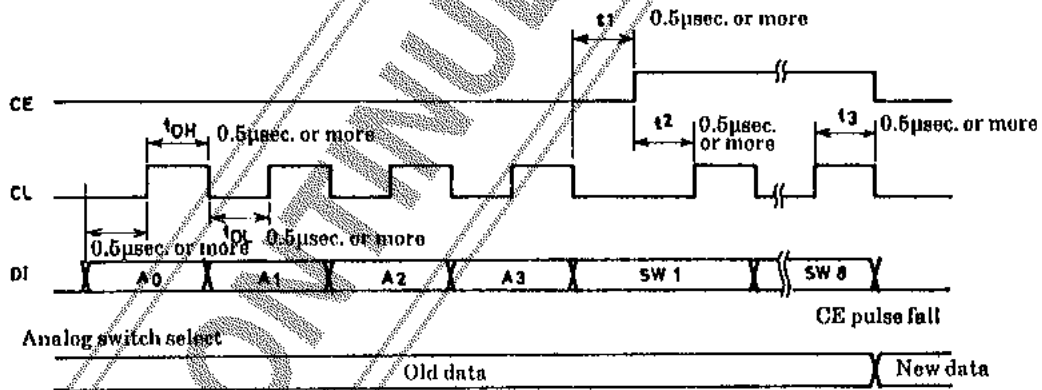 t1 0.5μsec. or more
CE
tDH 0.5μsec. or more
t2 0.5μsec. or more
t3 0.5μsec. or more
CL
0.5μsec. or more
tDL 0.5μsec. or more
DI A0 A1 A2 A3 SW 1 SW 8
CE pulse fall
Analog switch select
Old data New data